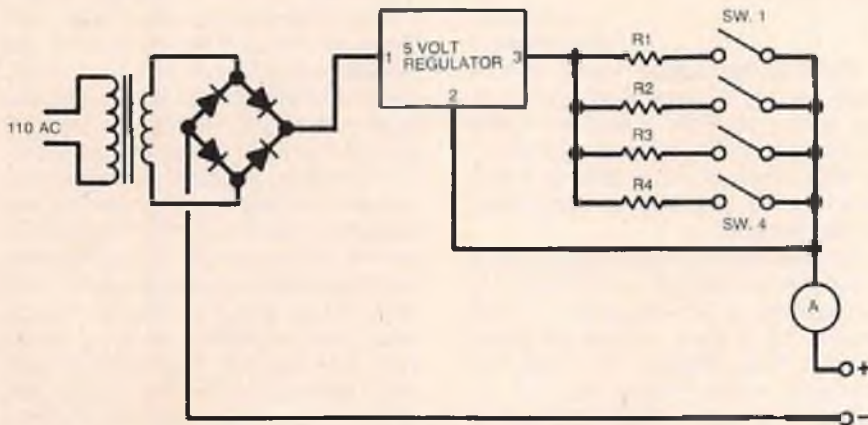 110 AC
1
5 VOLT
REGULATOR
3
2
R1
SW. 1
R2
R3
R4
SW. 4
A
+
−